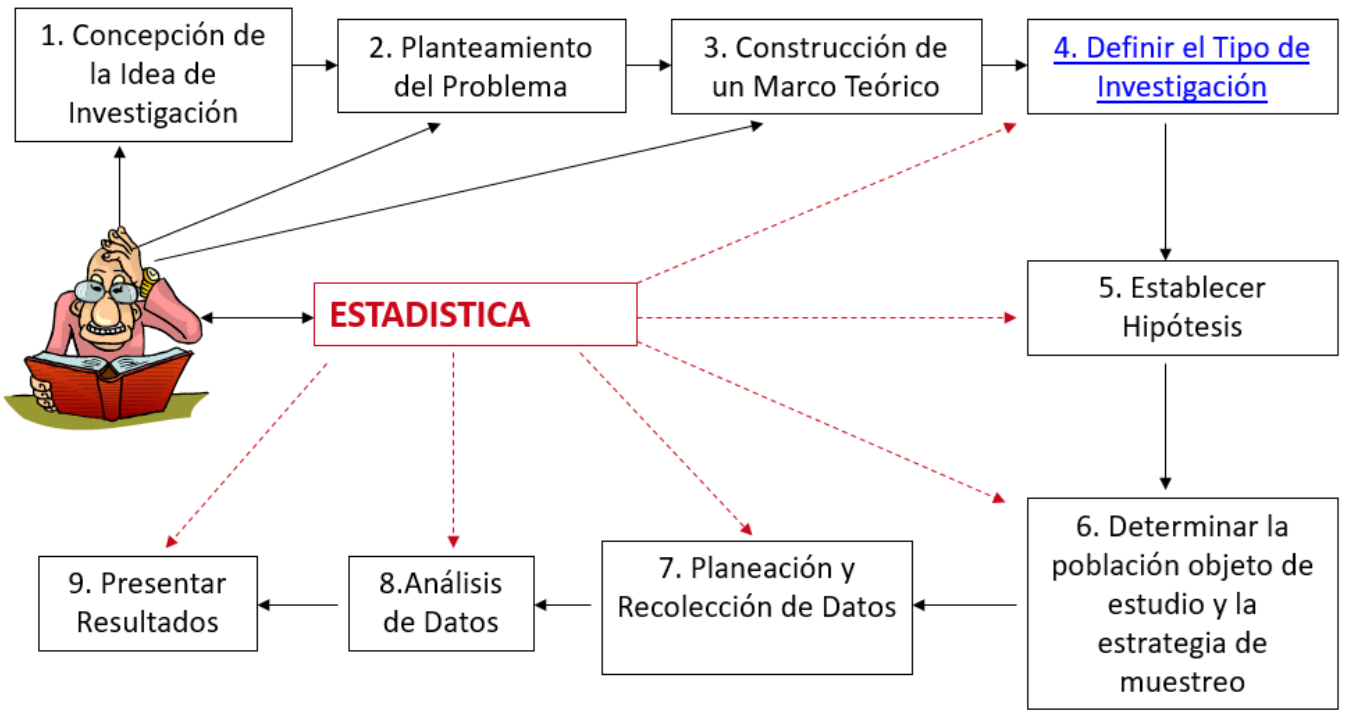 1. Concepción de
la Idea de
Investigación
2. Planteamiento
del Problema
3. Construcción de
un Marco Teórico
4. Definir el Tipo de
Investigación
ESTADISTICA
5. Establecer
Hipótesis
6. Determinar la
población objeto de
estudio y la
estrategia de
muestreo
7. Planeación y
Recolección de Datos
8.Análisis
de Datos
9. Presentar
Resultados